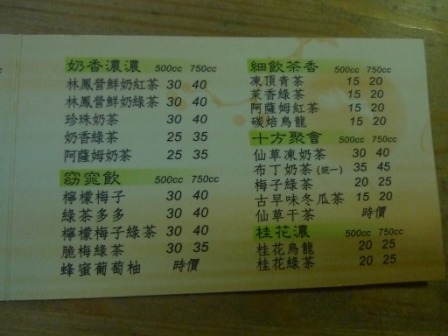 奶香濃濃 500cc 750cc
林鳳營鮮奶紅茶 30 40
林鳳營鮮奶綠茶 30 40
珍珠奶茶 30 40
奶香綠茶 25 35
阿薩姆奶茶 25 35
窈窕飲 500cc 750cc
檸檬梅子 30 40
綠茶多多 30 40
檸檬梅子綠茶 30 40
脆梅綠茶 30 35
蜂蜜葡萄柚 時價
細飲茶香 500cc 750cc
凍頂青茶 15 20
茉香綠茶 15 20
阿薩姆紅茶 15 20
碳焙烏龍 15 20
十方聚會 500cc 750cc
仙草凍奶茶 30 40
布丁奶茶(統一) 35 45
梅子綠茶 20 25
古早味冬瓜茶 15 20
仙草干茶 時價
桂花濃 500cc 750cc
桂花烏龍 20 25
桂花綠茶 20 25